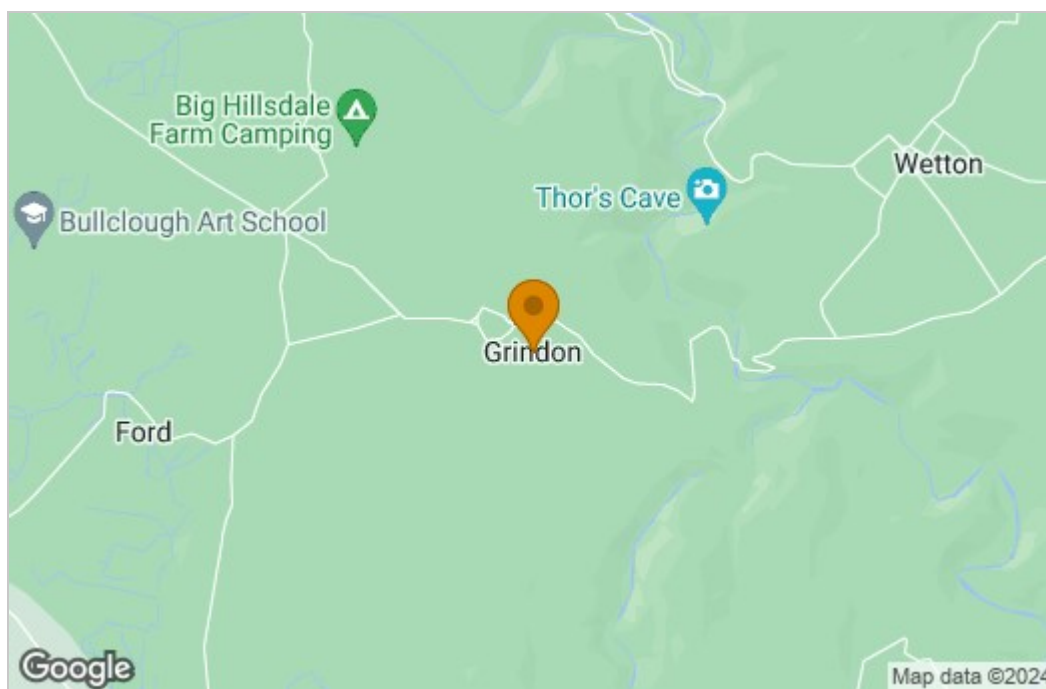 Big Hillsdale
Farm Camping
Wetton
Thor's Cave
Bullclough Art School
Grindon
Ford
Google
Map data ©2024